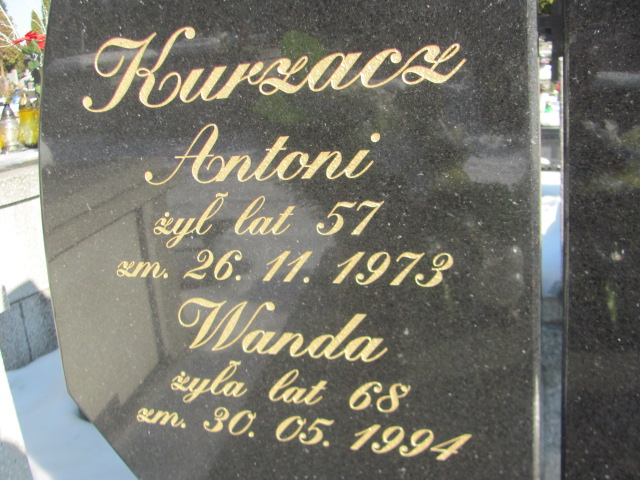 Kurzacz
Antoni
żył lat 57
zm. 26. 11. 1973
Wanda
żyła lat 68
zm. 30. 05. 1994